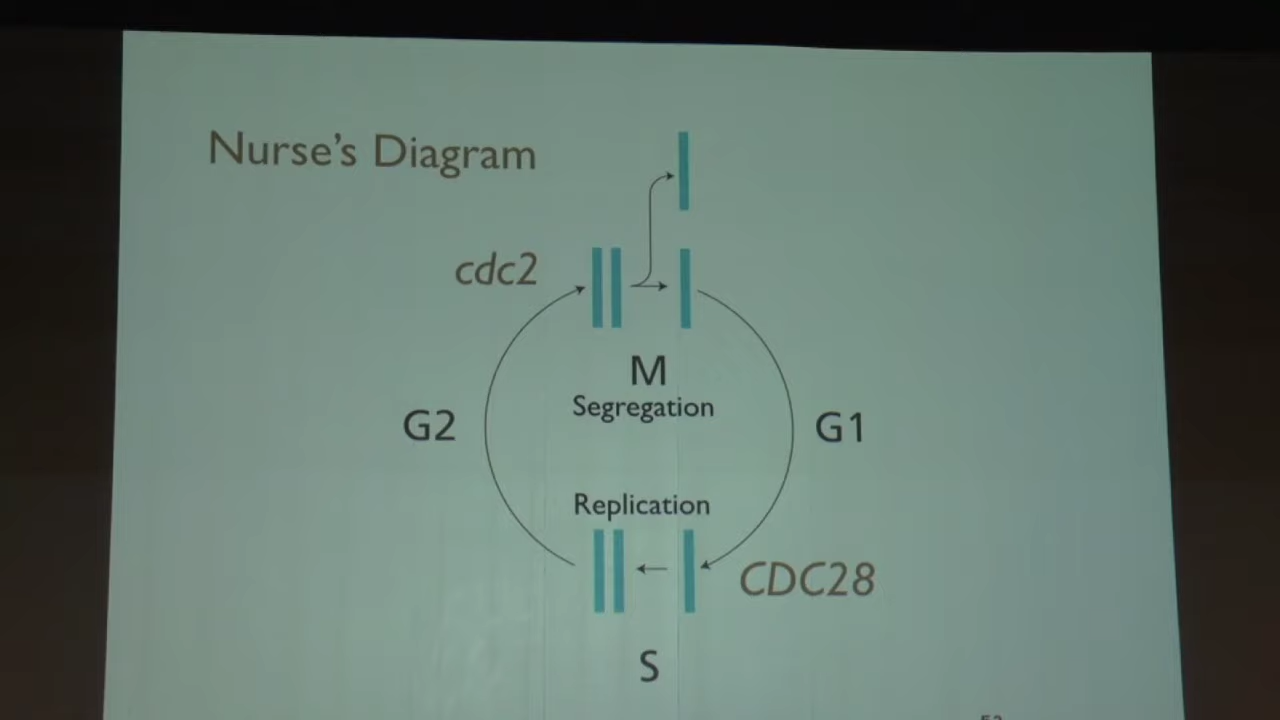 Nurse's Diagram
cdc2
M
Segregation
G2
G1
Replication
CDC28
S